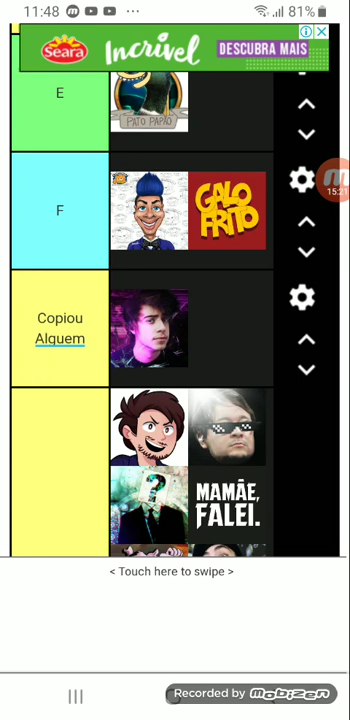 11:48
81%
Seara
Incrível
DESCUBRA MAIS
E
PATO PAPÃO
F
GALO
FRITO
15:21
Copiou
Alguem
?
MAMÃE,
FALEI.
< Touch here to swipe >
Recorded by Mobizen